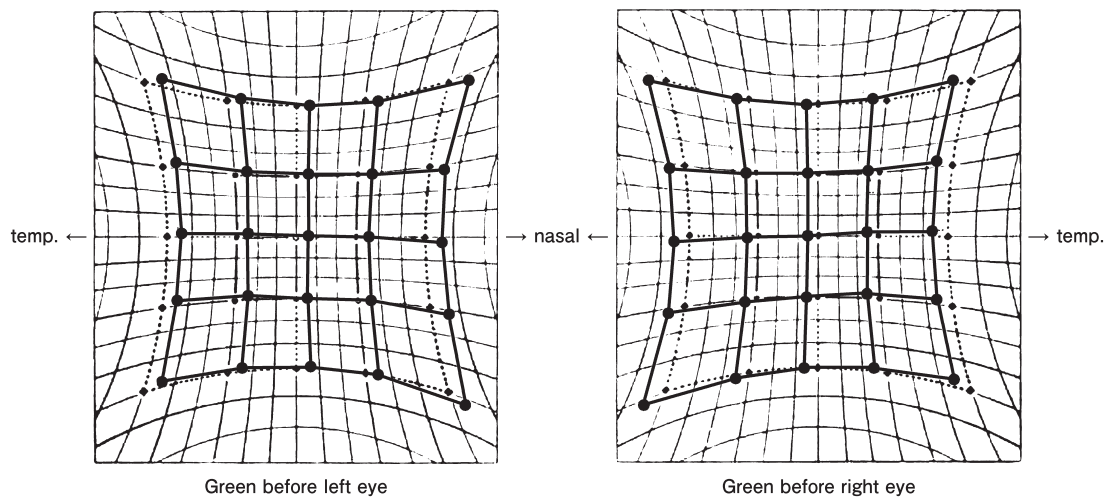 temp. ← → nasal ← → temp.
Green before left eye
Green before right eye